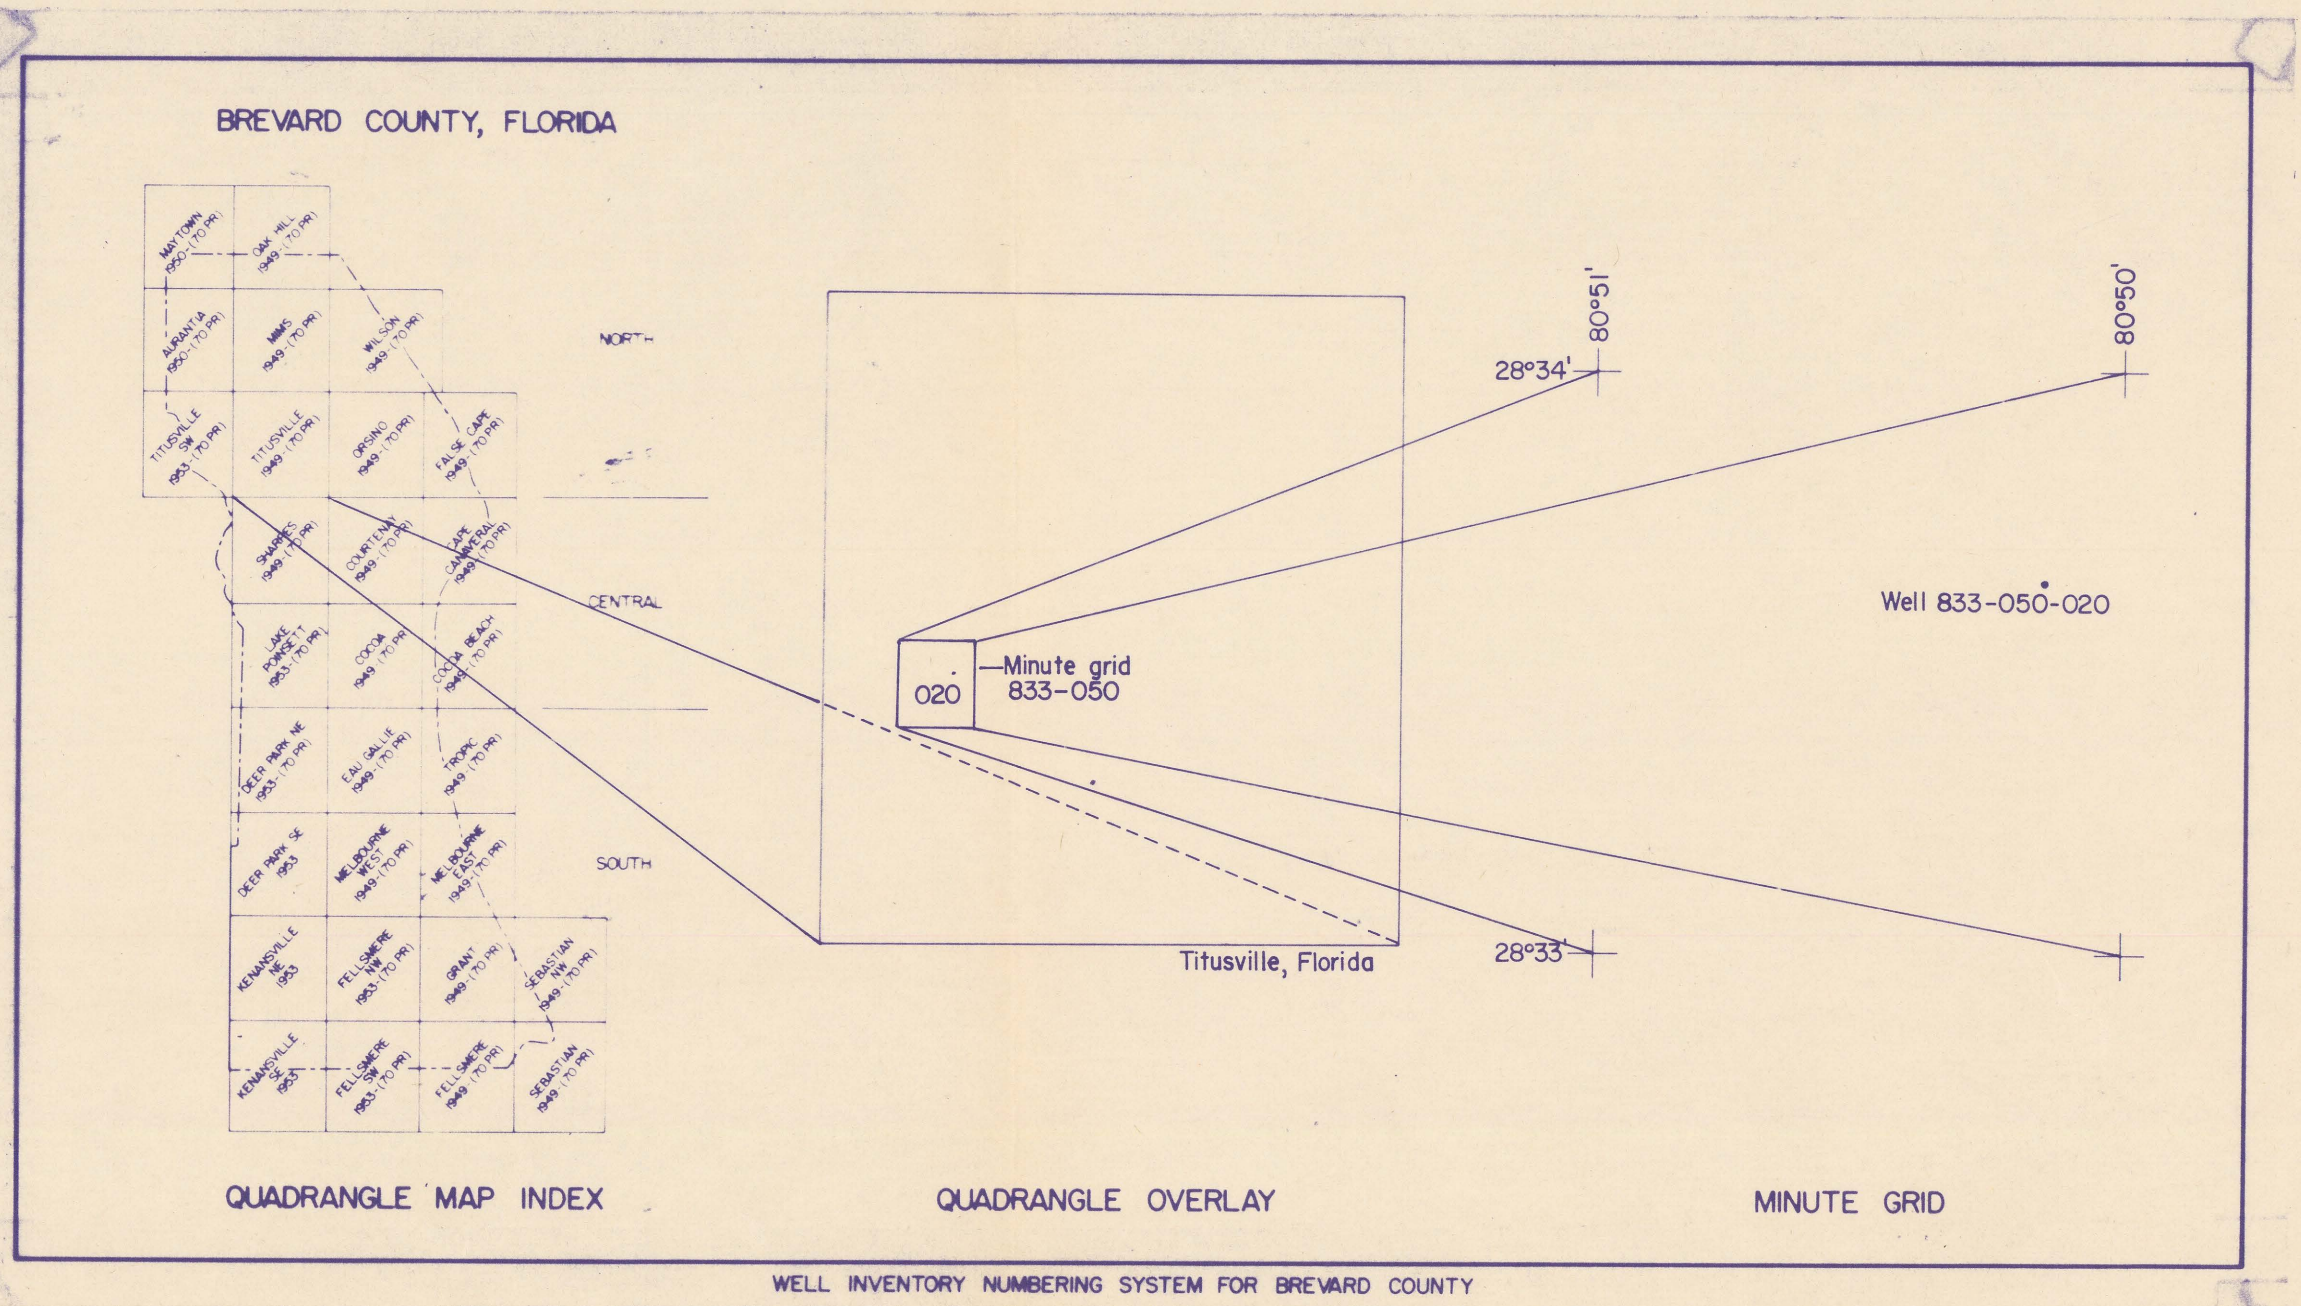 BREVARD COUNTY, FLORIDA
MAYTOWN
1950-(70 PR)
OAK HILL
1949-(70 PR)
AURANTIA
1950-(70 PR)
MIMS
1949-(70 PR)
WILSON
1949-(70 PR)
NORTH
TITUSVILLE
SW
1953-(70 PR)
TITUSVILLE
1949-(70 PR)
ORSINO
1949-(70 PR)
FALSE CAPE
1949-(70 PR)
SHARPES
1949-(70 PR)
COURTENAY
1949-(70 PR)
CAPE
CANAVERAL
1949-(70 PR)
CENTRAL
LAKE
POINSETT
1953-(70 PR)
COCOA
1949 (70 PR
COCOA BEACH
1949-(70 PR)
DEER PARK NE
1953-(70 PR)
EAU GALLIE
1949-(70 PR)
TROPIC
1949-(70 PR)
DEER PARK SE
1953
MELBOURNE
WEST
1949-(70 PR)
MELBOURNE
EAST
1949-(70 PR)
SOUTH
KENANSVILLE
NE
1953
FELLSMERE
NW
1953-(70 PR)
GRANT
1949-(70 PR)
SEBASTIAN
NW
1949-(70 PR)
KENANSVILLE
SE
1953
FELLSMERE
SW
1953-(70 PR)
FELLSMERE
1949-(70 PR)
SEBASTIAN
1949-(70 PR)
QUADRANGLE MAP INDEX
020
Minute grid
833-050
Titusville, Florida
QUADRANGLE OVERLAY
80°51'
80°50'
28°34'
Well 833-050-020
28°33'
MINUTE GRID
WELL INVENTORY NUMBERING SYSTEM FOR BREVARD COUNTY